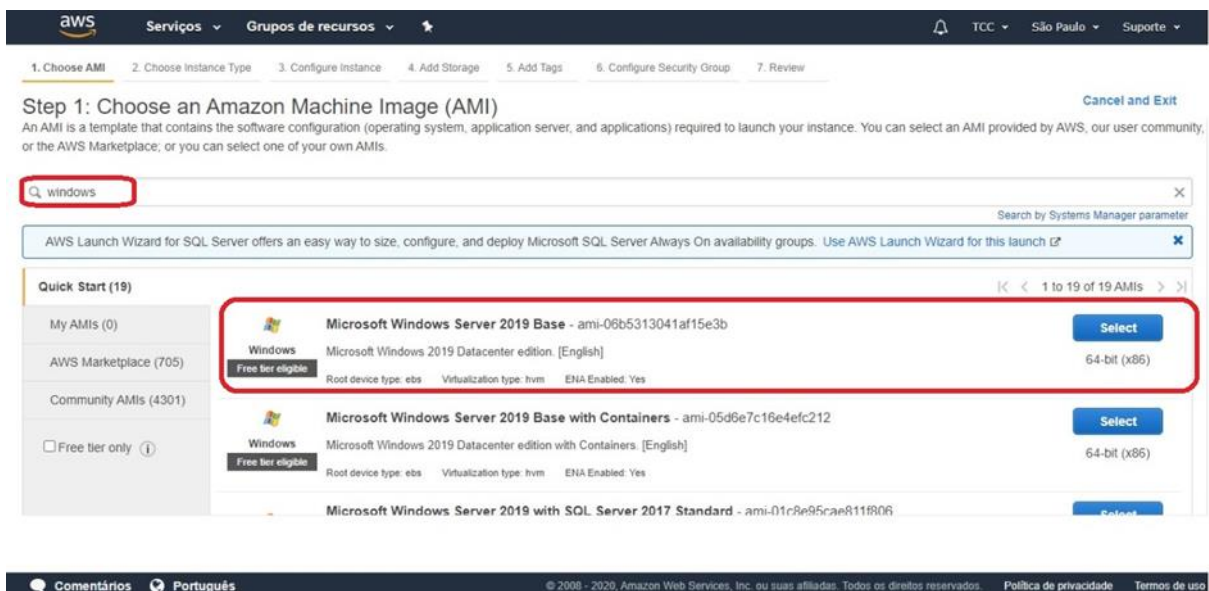 aws Serviços Grupos de recursos TCC São Paulo Suporte
1. Choose AMI 2. Choose Instance Type 3. Configure Instance 4. Add Storage 5. Add Tags 6. Configure Security Group 7. Review
Step 1: Choose an Amazon Machine Image (AMI) Cancel and Exit
An AMI is a template that contains the software configuration (operating system, application server, and applications) required to launch your instance. You can select an AMI provided by AWS, our user community,
or the AWS Marketplace; or you can select one of your own AMIs.
windows
Search by Systems Manager parameter
AWS Launch Wizard for SQL Server offers an easy way to size, configure, and deploy Microsoft SQL Server Always On availability groups. Use AWS Launch Wizard for this launch
Quick Start (19) 1 to 19 of 19 AMIs
My AMIs (0)
AWS Marketplace (705)
Community AMIs (4301)
Free tier only
Microsoft Windows Server 2019 Base - ami-06b5313041af15e3b Select
Windows Microsoft Windows 2019 Datacenter edition. [English] 64-bit (x86)
Free tier eligible Root device type: ebs Virtualization type: hvm ENA Enabled: Yes
Microsoft Windows Server 2019 Base with Containers - ami-05d6e7c16e4efc212 Select
Windows Microsoft Windows 2019 Datacenter edition with Containers. [English] 64-bit (x86)
Free tier eligible Root device type: ebs Virtualization type: hvm ENA Enabled: Yes
Microsoft Windows Server 2019 with SQL Server 2017 Standard - ami-01c8e95cae811f806 Select
Comentários Português © 2008 - 2020, Amazon Web Services, Inc. ou suas afiliadas. Todos os direitos reservados. Política de privacidade Termos de uso